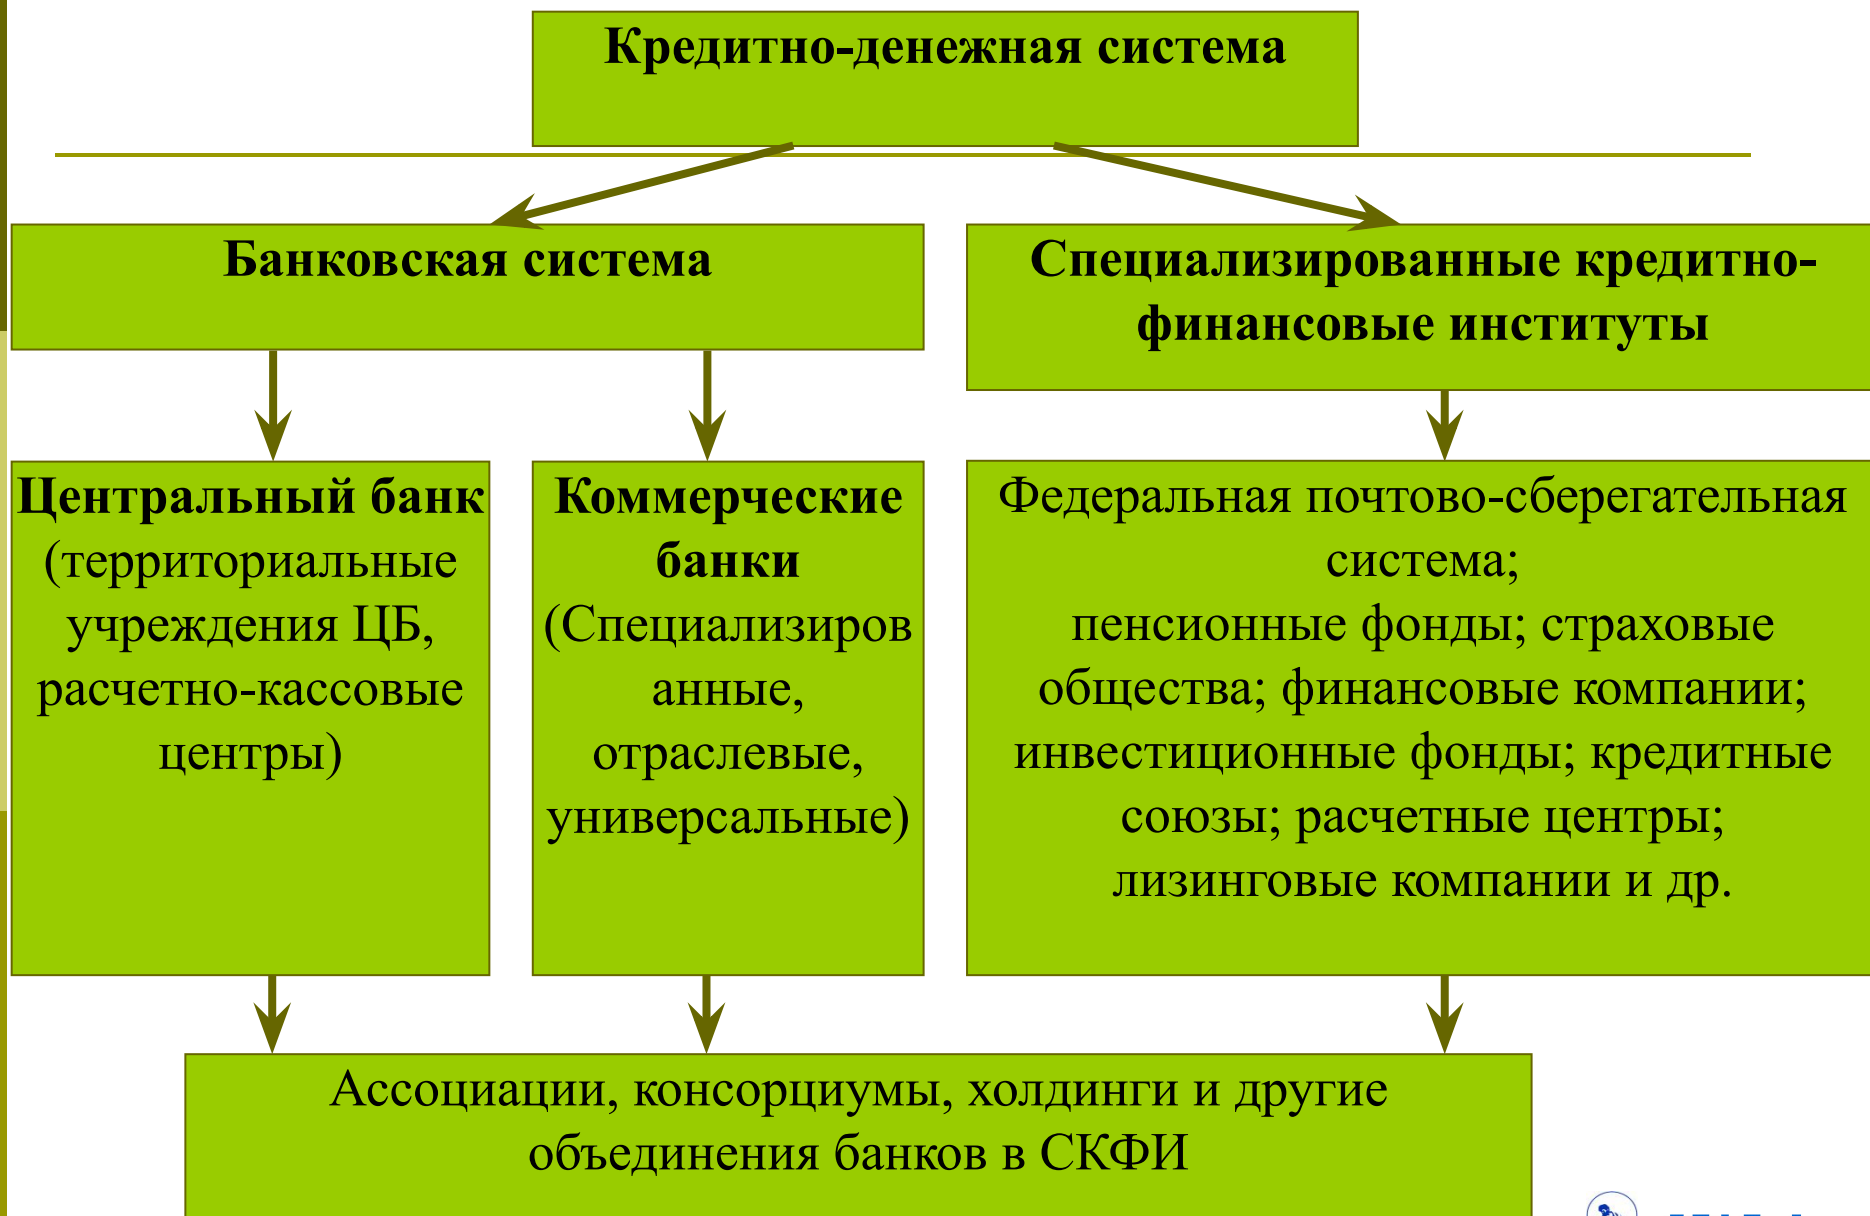 Кредитно-денежная система
Банковская система
Специализированные кредитно-
финансовые институты
Центральный банк
(территориальные
учреждения ЦБ,
расчетно-кассовые
центры)
Коммерческие
банки
(Специализиров
анные,
отраслевые,
универсальные)
Федеральная почтово-сберегательная
система;
пенсионные фонды; страховые
общества; финансовые компании;
инвестиционные фонды; кредитные
союзы; расчетные центры;
лизинговые компании и др.
Ассоциации, консорциумы, холдинги и другие
объединения банков в СКФИ